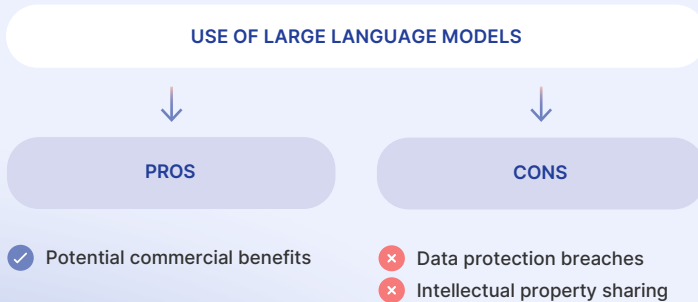 USE OF LARGE LANGUAGE MODELS
PROS
CONS
Potential commercial benefits
Data protection breaches
Intellectual property sharing